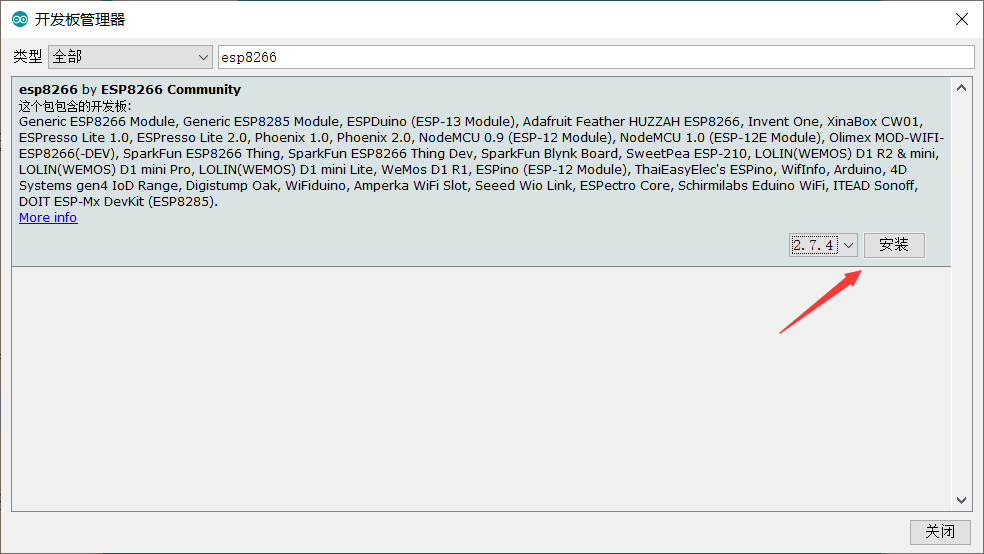 开发板管理器
类型 全部 esp8266
esp8266 by ESP8266 Community
这个包包含的开发板:
Generic ESP8266 Module, Generic ESP8285 Module, ESPDuino (ESP-13 Module), Adafruit Feather HUZZAH ESP8266, Invent One, XinaBox CW01,
ESPresso Lite 1.0, ESPresso Lite 2.0, Phoenix 1.0, Phoenix 2.0, NodeMCU 0.9 (ESP-12 Module), NodeMCU 1.0 (ESP-12E Module), Olimex MOD-WIFI-
ESP8266(-DEV), SparkFun ESP8266 Thing, SparkFun ESP8266 Thing Dev, SparkFun Blynk Board, SweetPea ESP-210, LOLIN(WEMOS) D1 R2 & mini,
LOLIN(WEMOS) D1 mini Pro, LOLIN(WEMOS) D1 mini Lite, WeMos D1 R1, ESPino (ESP-12 Module), ThaiEasyElec's ESPino, WifInfo, Arduino, 4D
Systems gen4 IoD Range, Digistump Oak, WiFiduino, Amperka WiFi Slot, Seeed Wio Link, ESPectro Core, Schirmilabs Eduino WiFi, ITEAD Sonoff,
DOIT ESP-Mx DevKit (ESP8285).
More info
2.7.4 安装
关闭